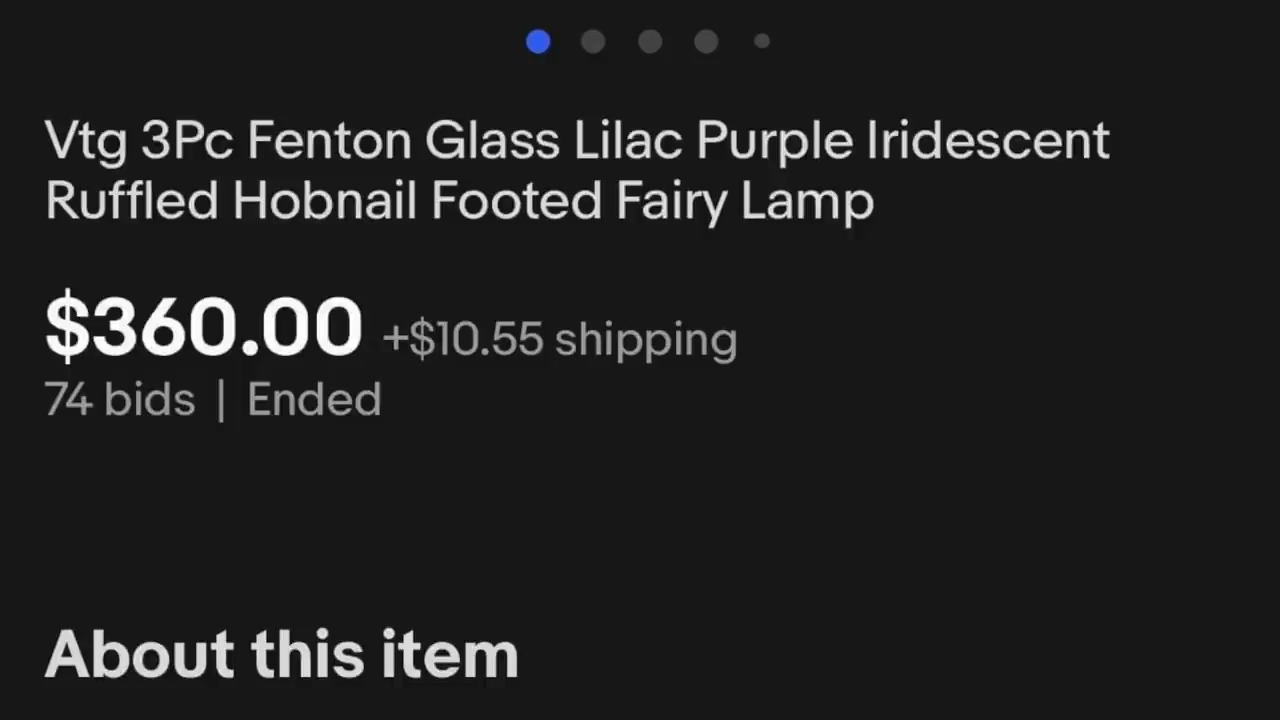 Vtg 3Pc Fenton Glass Lilac Purple Iridescent
Ruffled Hobnail Footed Fairy Lamp
$360.00 +$10.55 shipping
74 bids | Ended
About this item